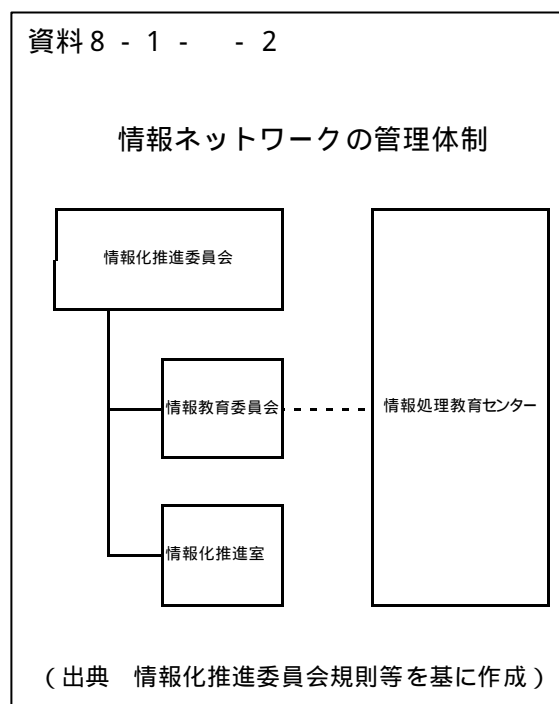 資料８‐１‐　‐２
情報ネットワークの管理体制
情報化推進委員会
情報教育委員会
情報処理教育センター
情報化推進室
（出典　情報化推進委員会規則等を基に作成）